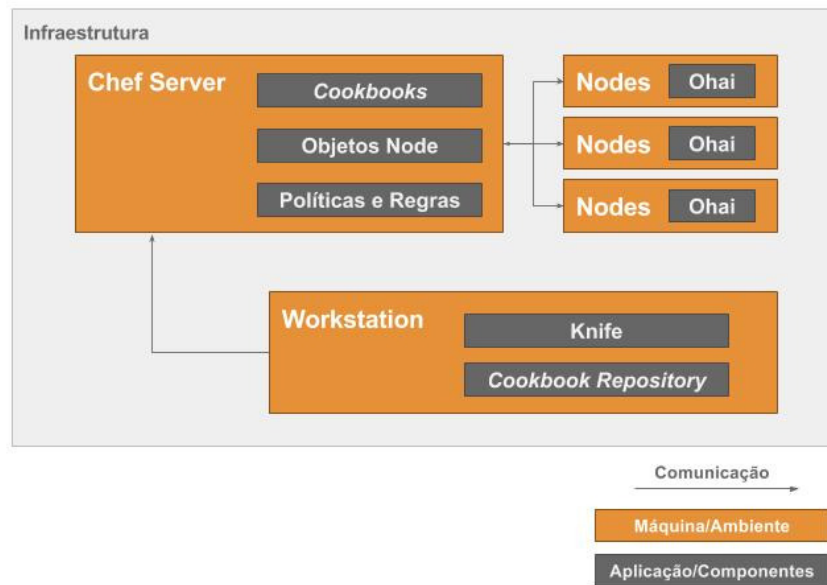 Infraestrutura
Chef Server
Cookbooks
Objetos Node
Políticas e Regras
Nodes
Ohai
Nodes
Ohai
Nodes
Ohai
Workstation
Knife
Cookbook Repository
Comunicação
Máquina/Ambiente
Aplicação/Componentes